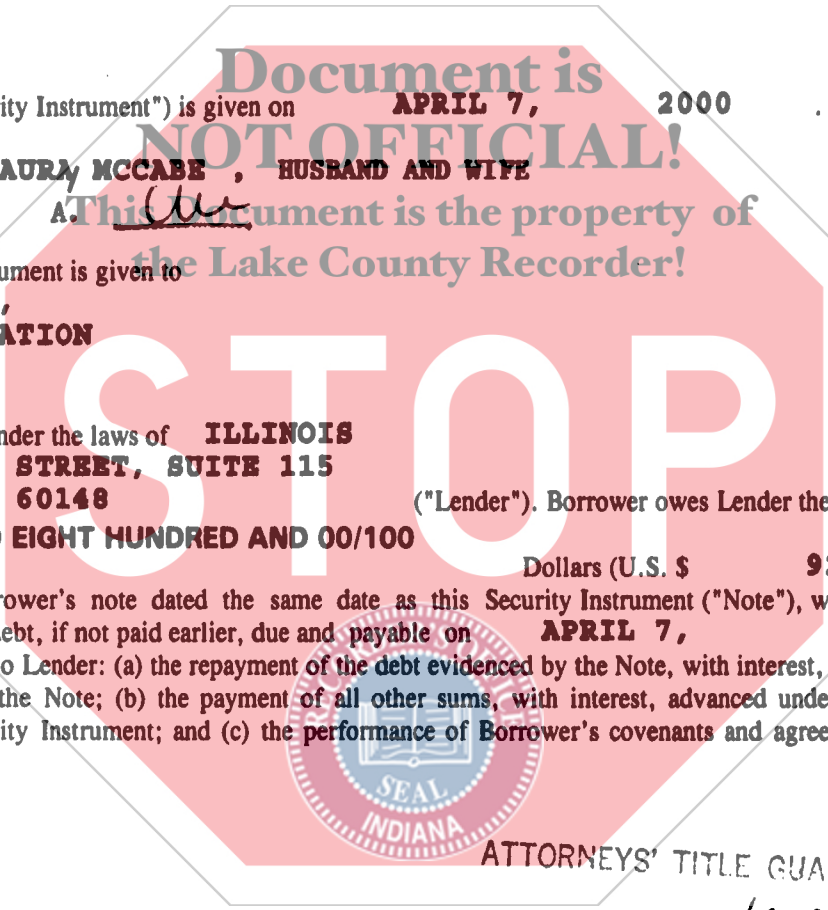 Document is
ity Instrument") is given on APRIL 7, 2000 .
NOT OFFICIAL!
AURA MCCABE , HUSBAND AND WIFE
A.
This Document is the property of
the Lake County Recorder!
ument is given to
,
ATION
STOP
nder the laws of ILLINOIS
STREET, SUITE 115
60148 ("Lender"). Borrower owes Lender the
EIGHT HUNDRED AND 00/100
Dollars (U.S. $ 9
rower's note dated the same date as this Security Instrument ("Note"), w
ebt, if not paid earlier, due and payable on APRIL 7,
o Lender: (a) the repayment of the debt evidenced by the Note, with interest,
the Note; (b) the payment of all other sums, with interest, advanced unde
ity Instrument; and (c) the performance of Borrower's covenants and agree
RECORDER'S OFFICE
SEAL
INDIANA
ATTORNEYS' TITLE GUA